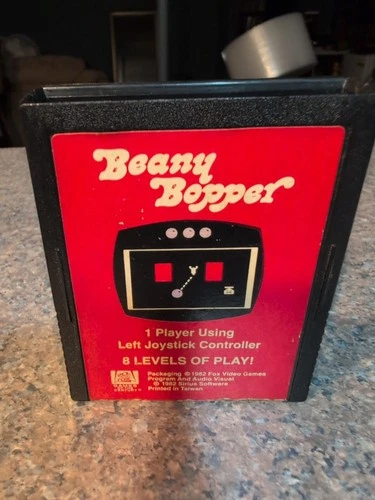 Beany
Bopper
1 Player Using
Left Joystick Controller
8 LEVELS OF PLAY!
Packaging © 1982 Fox Video Games
Program And Audio Visual
© 1982 Sirius Software
Printed in Taiwan